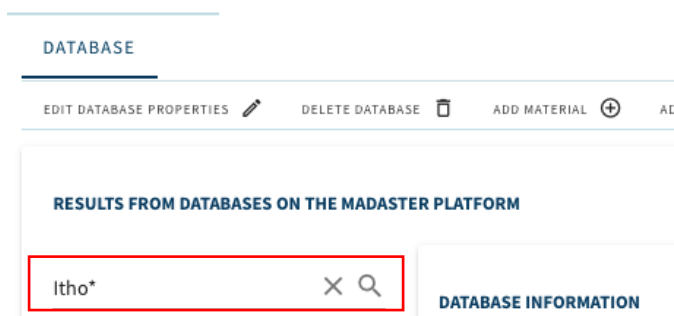 DATABASE
EDIT DATABASE PROPERTIES DELETE DATABASE ADD MATERIAL
RESULTS FROM DATABASES ON THE MADASTER PLATFORM
Itho*
DATABASE INFORMATION